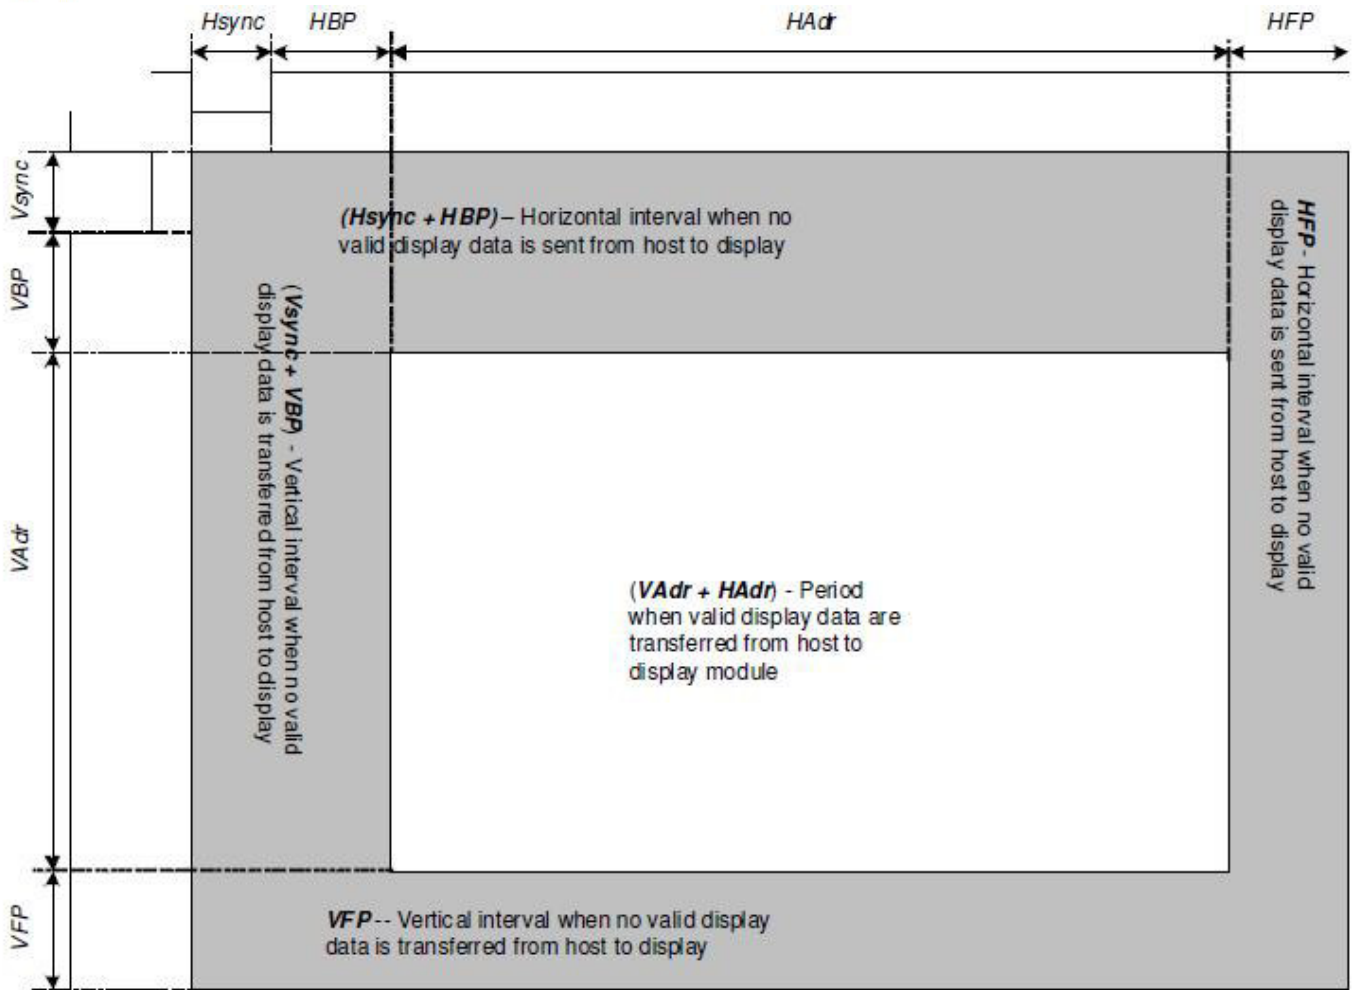 Hsync HBP HAdr HFP
Vsync
VBP
VAdr
VFP
(Hsync + HBP) – Horizontal interval when no
valid display data is sent from host to display
(Vsync + VBP) - Vertical interval when no valid
display data is transferred from host to display
HFP - Horizontal interval when no valid
display data is sent from host to display
(VAdr + HAdr) - Period
when valid display data are
transferred from host to
display module
VFP -- Vertical interval when no valid display
data is transferred from host to display